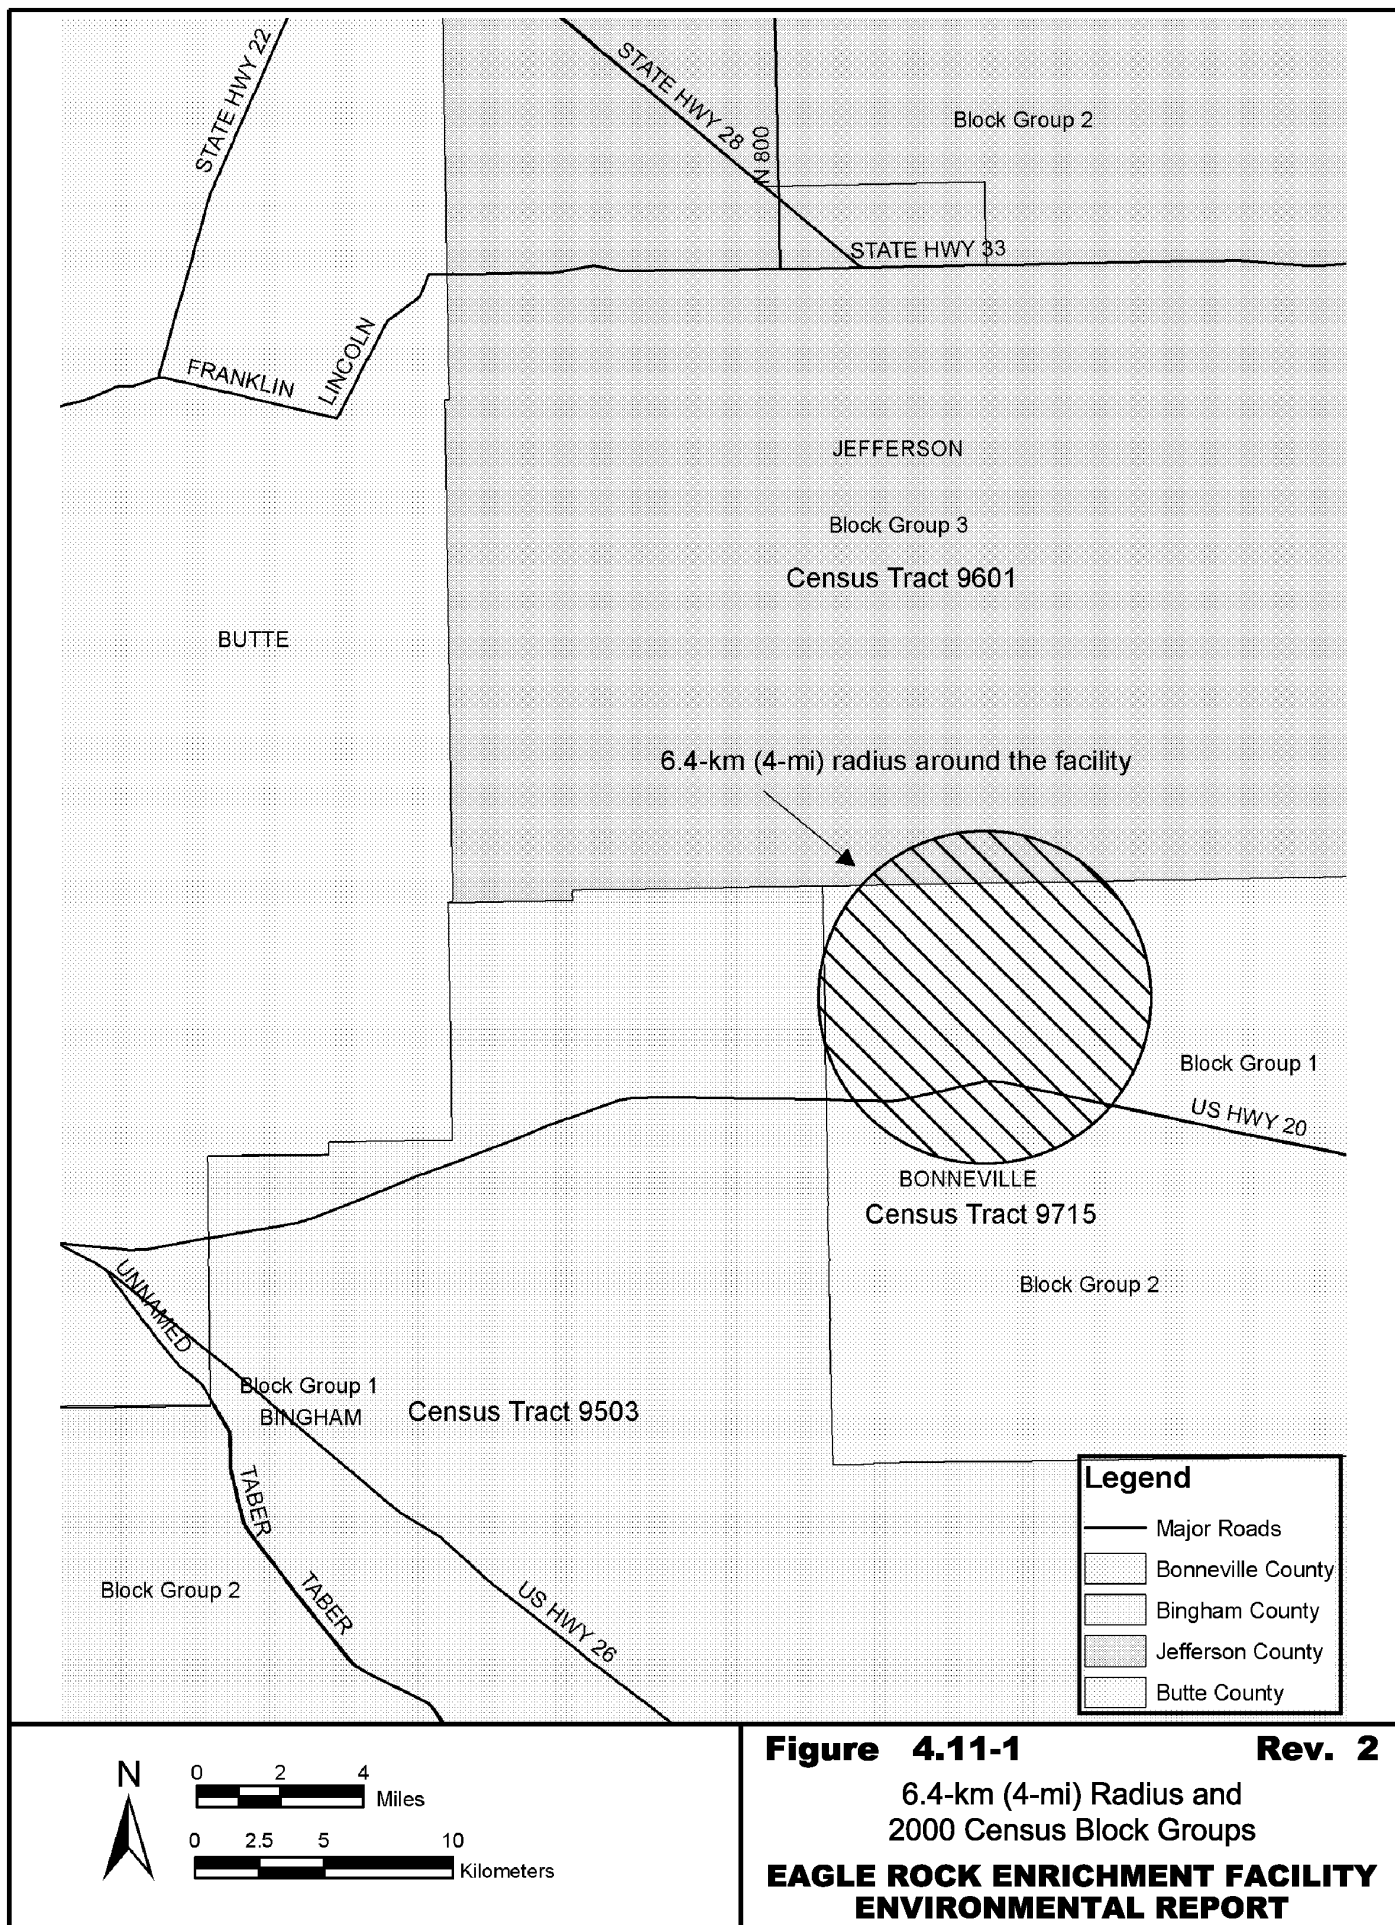 STATE HWY 22
STATE HWY 28
N 800
Block Group 2
STATE HWY 33
FRANKLIN
LINCOLN
JEFFERSON
Block Group 3
Census Tract 9601
BUTTE
6.4-km (4-mi) radius around the facility
Block Group 1
US HWY 20
BONNEVILLE
Census Tract 9715
Block Group 2
UNNAMED
Block Group 1
BINGHAM
Census Tract 9503
TABER
Block Group 2
TABER
US HWY 26
Legend
Major Roads
Bonneville County
Bingham County
Jefferson County
Butte County
N
0 2 4
Miles
0 2.5 5 10
Kilometers
Figure 4.11-1 Rev. 2
6.4-km (4-mi) Radius and
2000 Census Block Groups
EAGLE ROCK ENRICHMENT FACILITY
ENVIRONMENTAL REPORT